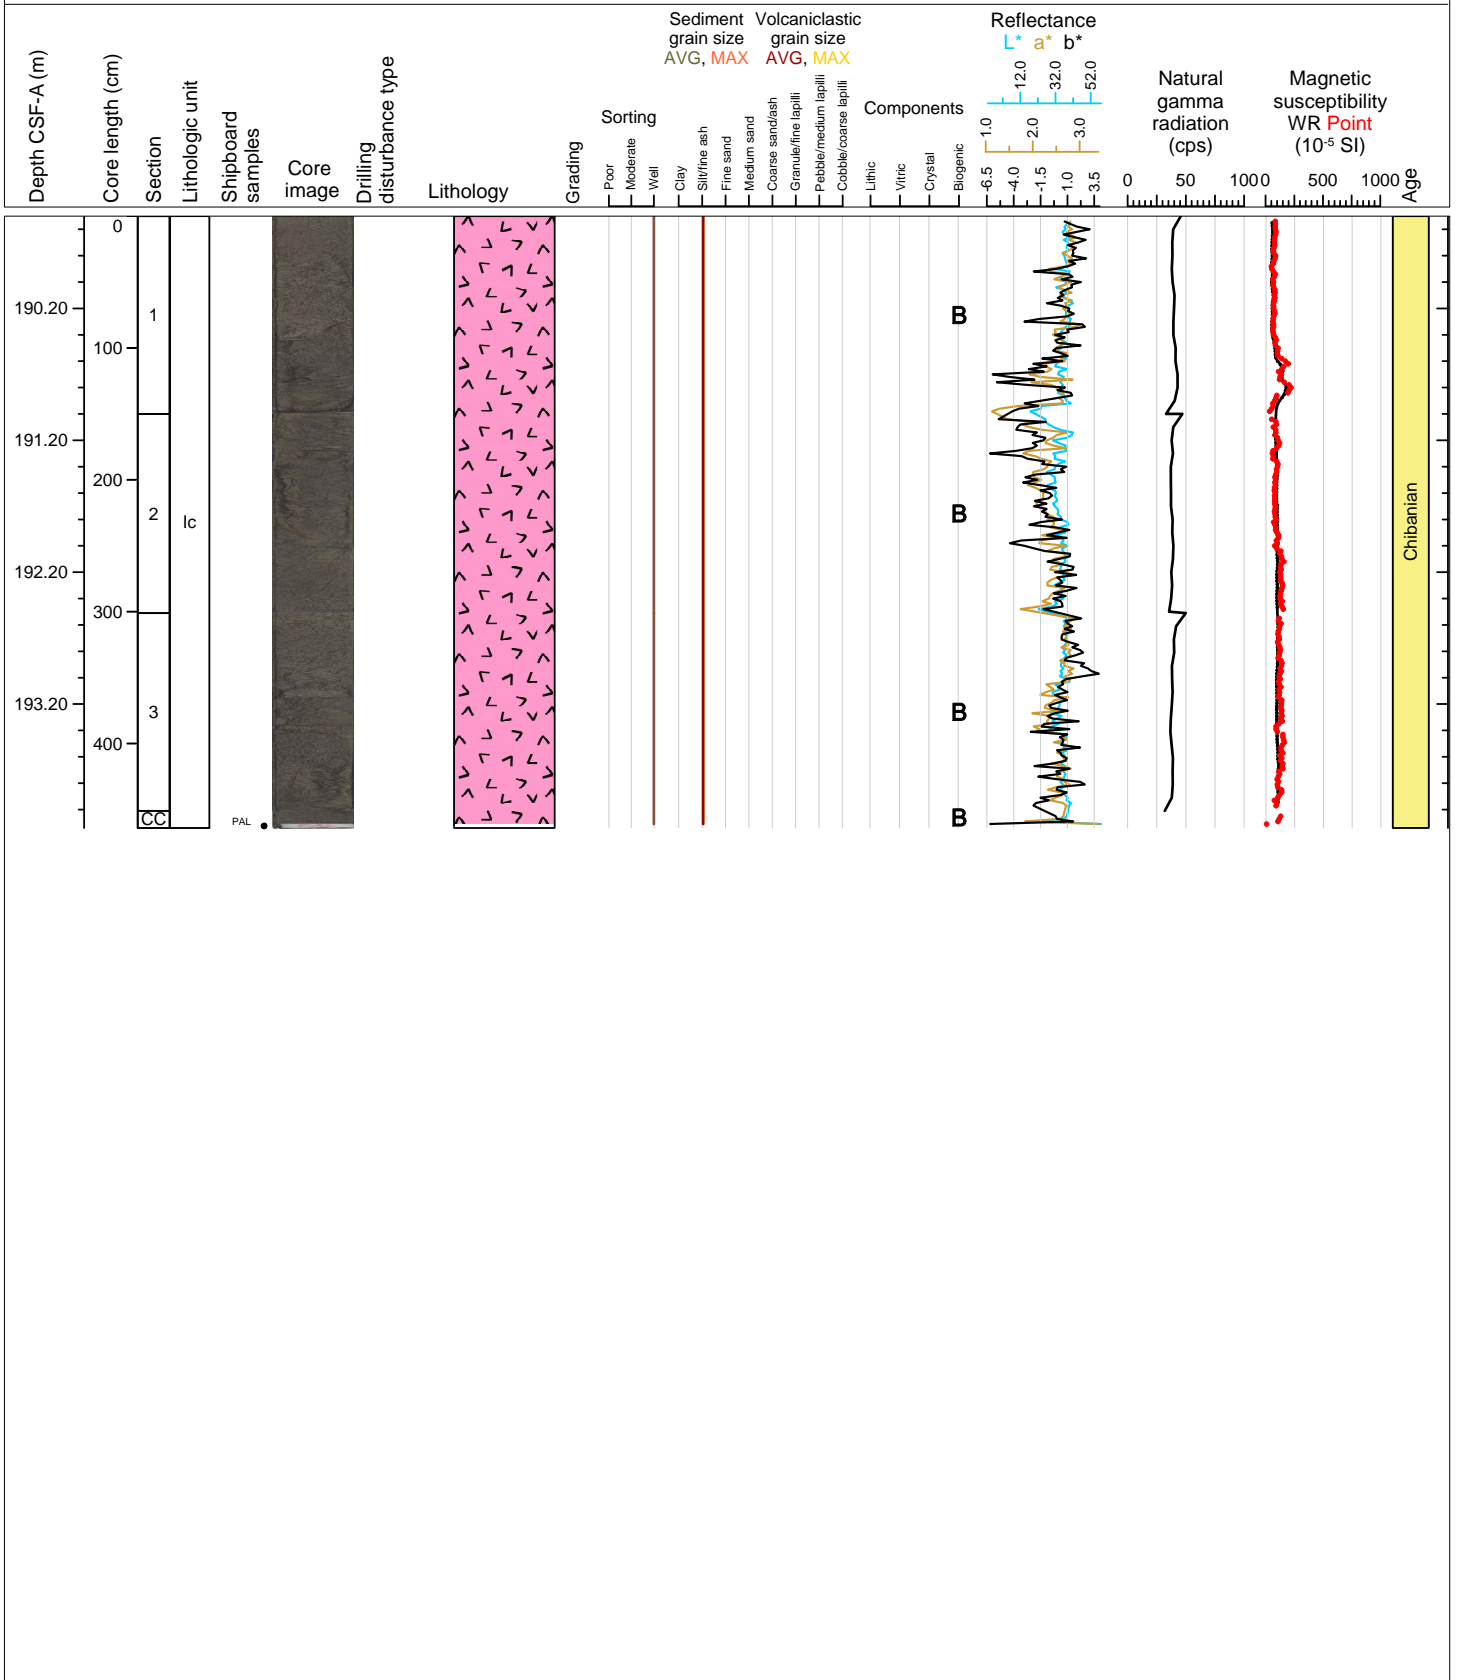 Depth CSF-A (m)
Core length (cm)
Section
Lithologic unit
Shipboard
samples
Core
image
Drilling
disturbance type
Lithology
Grading
Sorting
Poor
Moderate
Well
Sediment
grain size
AVG, MAX
Volcaniclastic
grain size
AVG, MAX
Clay
Silt/fine ash
Fine sand
Medium sand
Coarse sand/ash
Granule/fine lapilli
Pebble/medium lapilli
Cobble/coarse lapilli
Components
Lithic
Vitric
Crystal
Biogenic
Reflectance
L* a* b*
12.0 32.0 52.0
1.0 2.0 3.0
-6.5 -4.0 -1.5 1.0 3.5
Natural
gamma
radiation
(cps)
0 50 100
Magnetic
susceptibility
WR Point
(10-5 SI)
0 500 1000
Age
190.20
191.20
192.20
193.20
0
100
200
300
400
1
2
3
CC
Ic
PAL
B
B
B
B
Chibanian